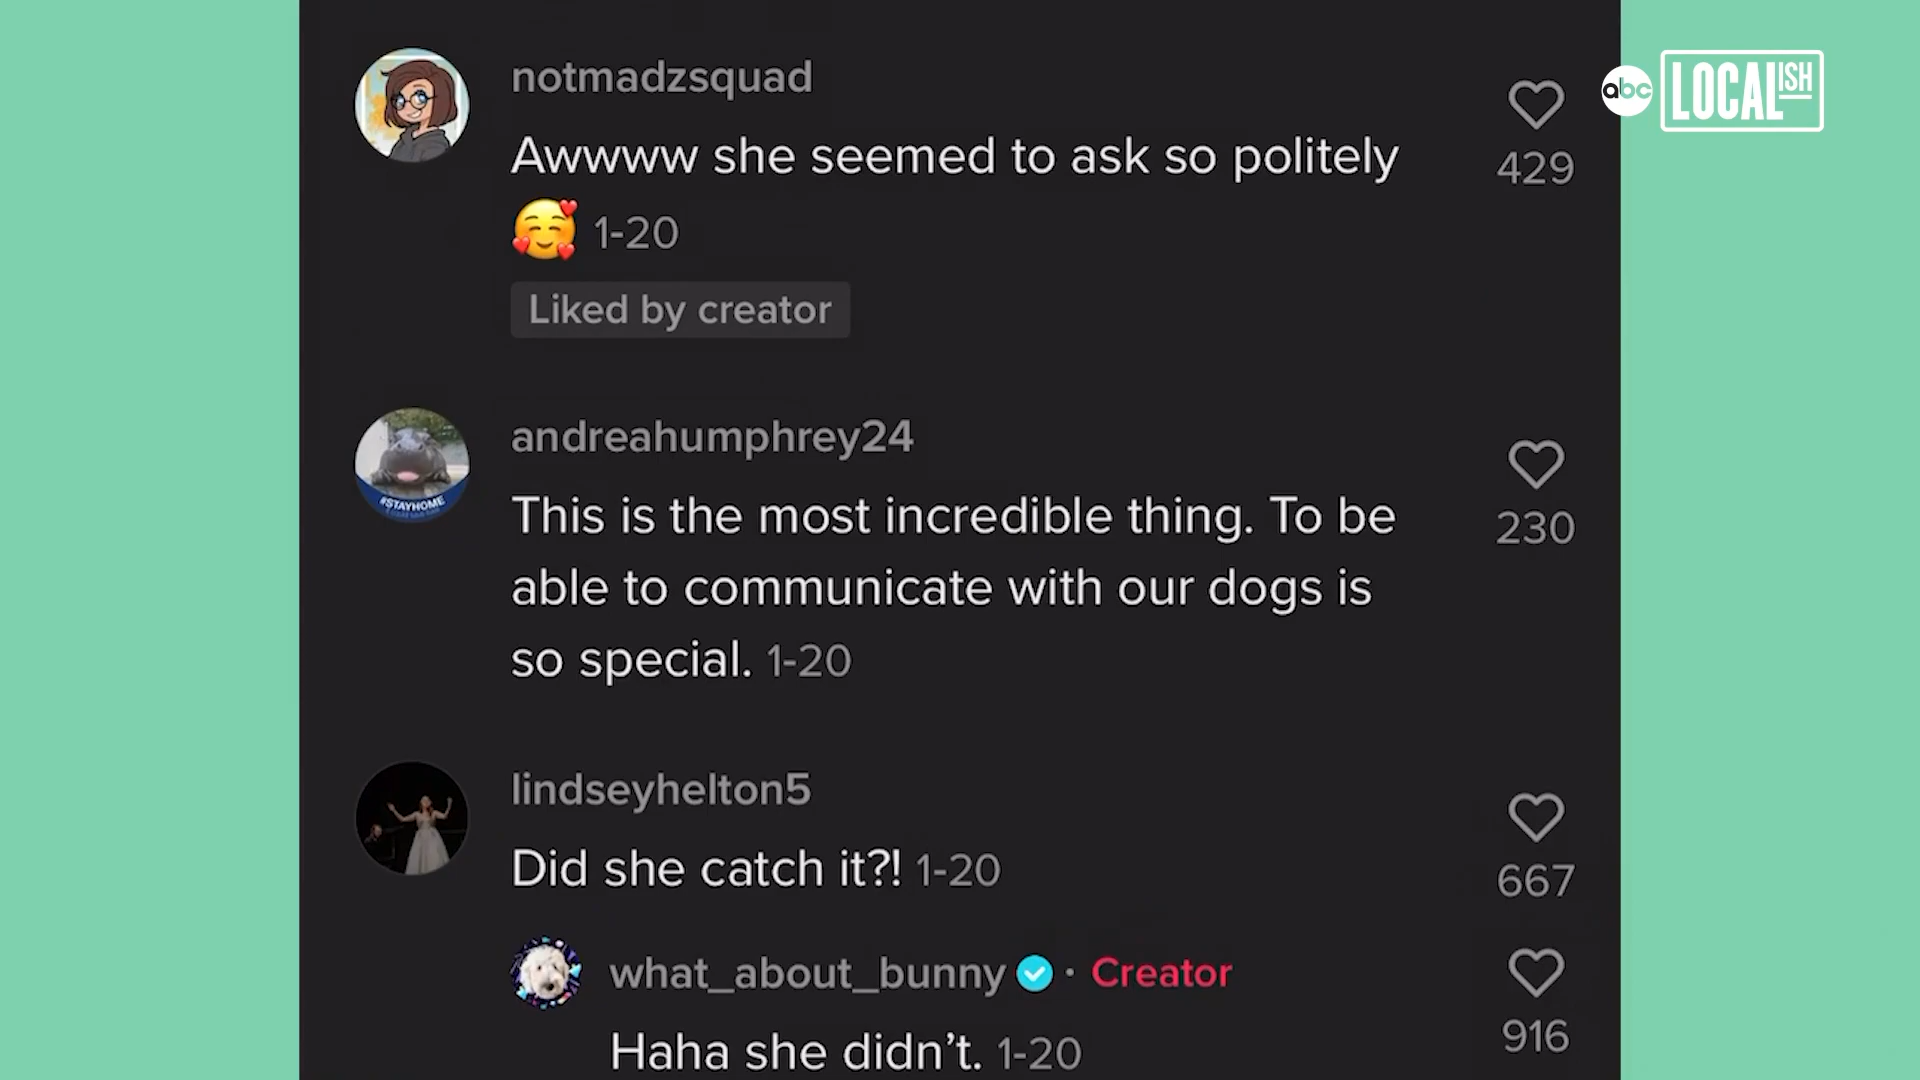 notmadzsquad
Awwww she seemed to ask so politely
🥰 1-20
429
Liked by creator
abc LOCALISH
andreahumphrey24
This is the most incredible thing. To be
able to communicate with our dogs is
so special. 1-20
230
#STAYHOME
lindseyhelton5
Did she catch it?! 1-20
667
what_about_bunny · Creator
Haha she didn't. 1-20
916